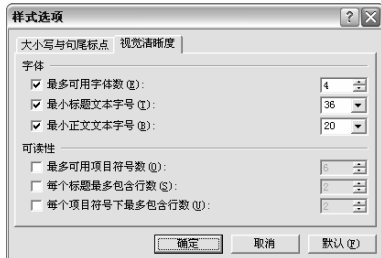 样式选项
大小写与句尾标点 视觉清晰度
字体
最多可用字体数(E): 4
最小标题文本字号(T): 36
最小正文文本字号(B): 20
可读性
最多可用项目符号数(Q): 6
每个标题最多包含行数(S): 2
每个项目符号下最多包含行数(U): 2
确定 取消 默认(F)